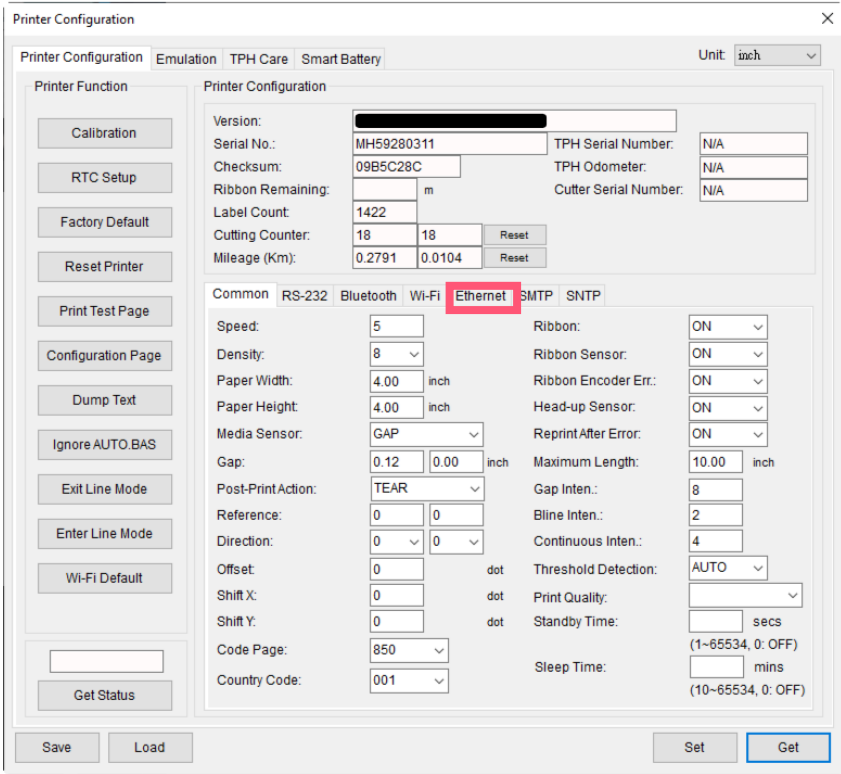 Printer Configuration
Printer Configuration Emulation TPH Care Smart Battery Unit: inch
Printer Function
Calibration
RTC Setup
Factory Default
Reset Printer
Print Test Page
Configuration Page
Dump Text
Ignore AUTO.BAS
Exit Line Mode
Enter Line Mode
Wi-Fi Default
Get Status
Printer Configuration
Version:
Serial No.: MH59280311 TPH Serial Number: N/A
Checksum: 09B5C28C TPH Odometer: N/A
Ribbon Remaining: m Cutter Serial Number: N/A
Label Count: 1422
Cutting Counter: 18 18 Reset
Mileage (Km): 0.2791 0.0104 Reset
Common RS-232 Bluetooth Wi-Fi Ethernet SMTP SNTP
Speed: 5 Ribbon: ON
Density: 8 Ribbon Sensor: ON
Paper Width: 4.00 inch Ribbon Encoder Err.: ON
Paper Height: 4.00 inch Head-up Sensor: ON
Media Sensor: GAP Reprint After Error: ON
Gap: 0.12 0.00 inch Maximum Length: 10.00 inch
Post-Print Action: TEAR Gap Inten.: 8
Reference: 0 0 Bline Inten.: 2
Direction: 0 0 Continuous Inten.: 4
Offset: 0 dot Threshold Detection: AUTO
Shift X: 0 dot Print Quality:
Shift Y: 0 dot Standby Time: secs
(1~65534, 0: OFF)
Code Page: 850
Sleep Time: mins
Country Code: 001
(10~65534, 0: OFF)
Save Load Set Get